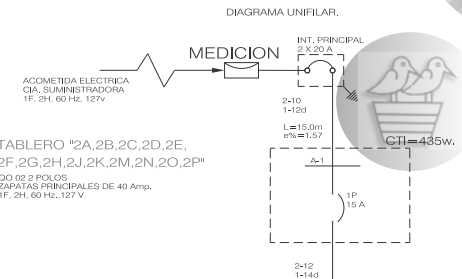 DIAGRAMA UNIFILAR.
INT. PRINCIPAL
2 X 20 A
MEDICION
ACOMETIDA ELECTRICA
CIA. SUMINISTRADORA
1F, 2H, 60 Hz, 127v
2-10
1-12d
L=15.0m
e%=1.57
CTI=435w.
TABLERO "2A,2B,2C,2D,2E,
2F,2G,2H,2J,2K,2M,2N,2O,2P"
QO 02 2 POLOS
ZAPATAS PRINCIPALES DE 40 Amp.
1F, 2H, 60 Hz.,127 V
A-1
1P
15 A
2-12
1-14d